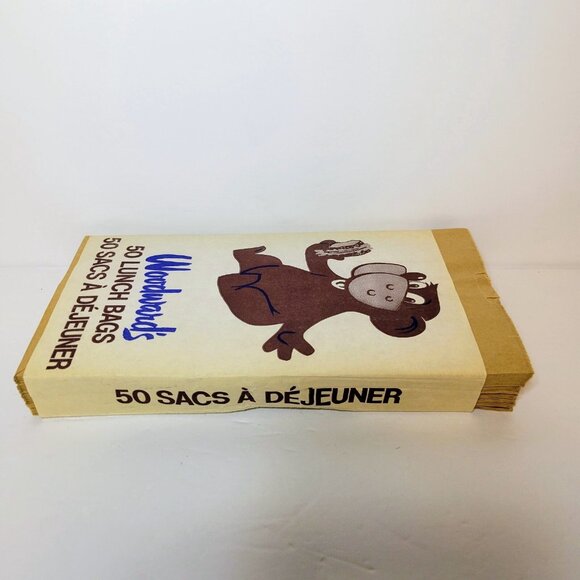 Woodward's
50 LUNCH BAGS
50 SACS À DÉJEUNER
50 SACS À DÉJEUNER